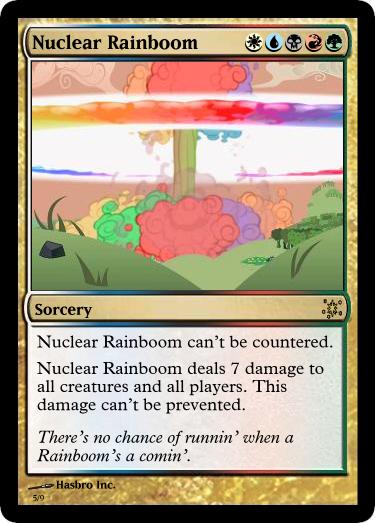 Nuclear Rainboom
Sorcery
Nuclear Rainboom can't be countered.
Nuclear Rainboom deals 7 damage to
all creatures and all players. This
damage can't be prevented.
There's no chance of runnin' when a
Rainboom's a comin'.
Hasbro Inc.
5/9